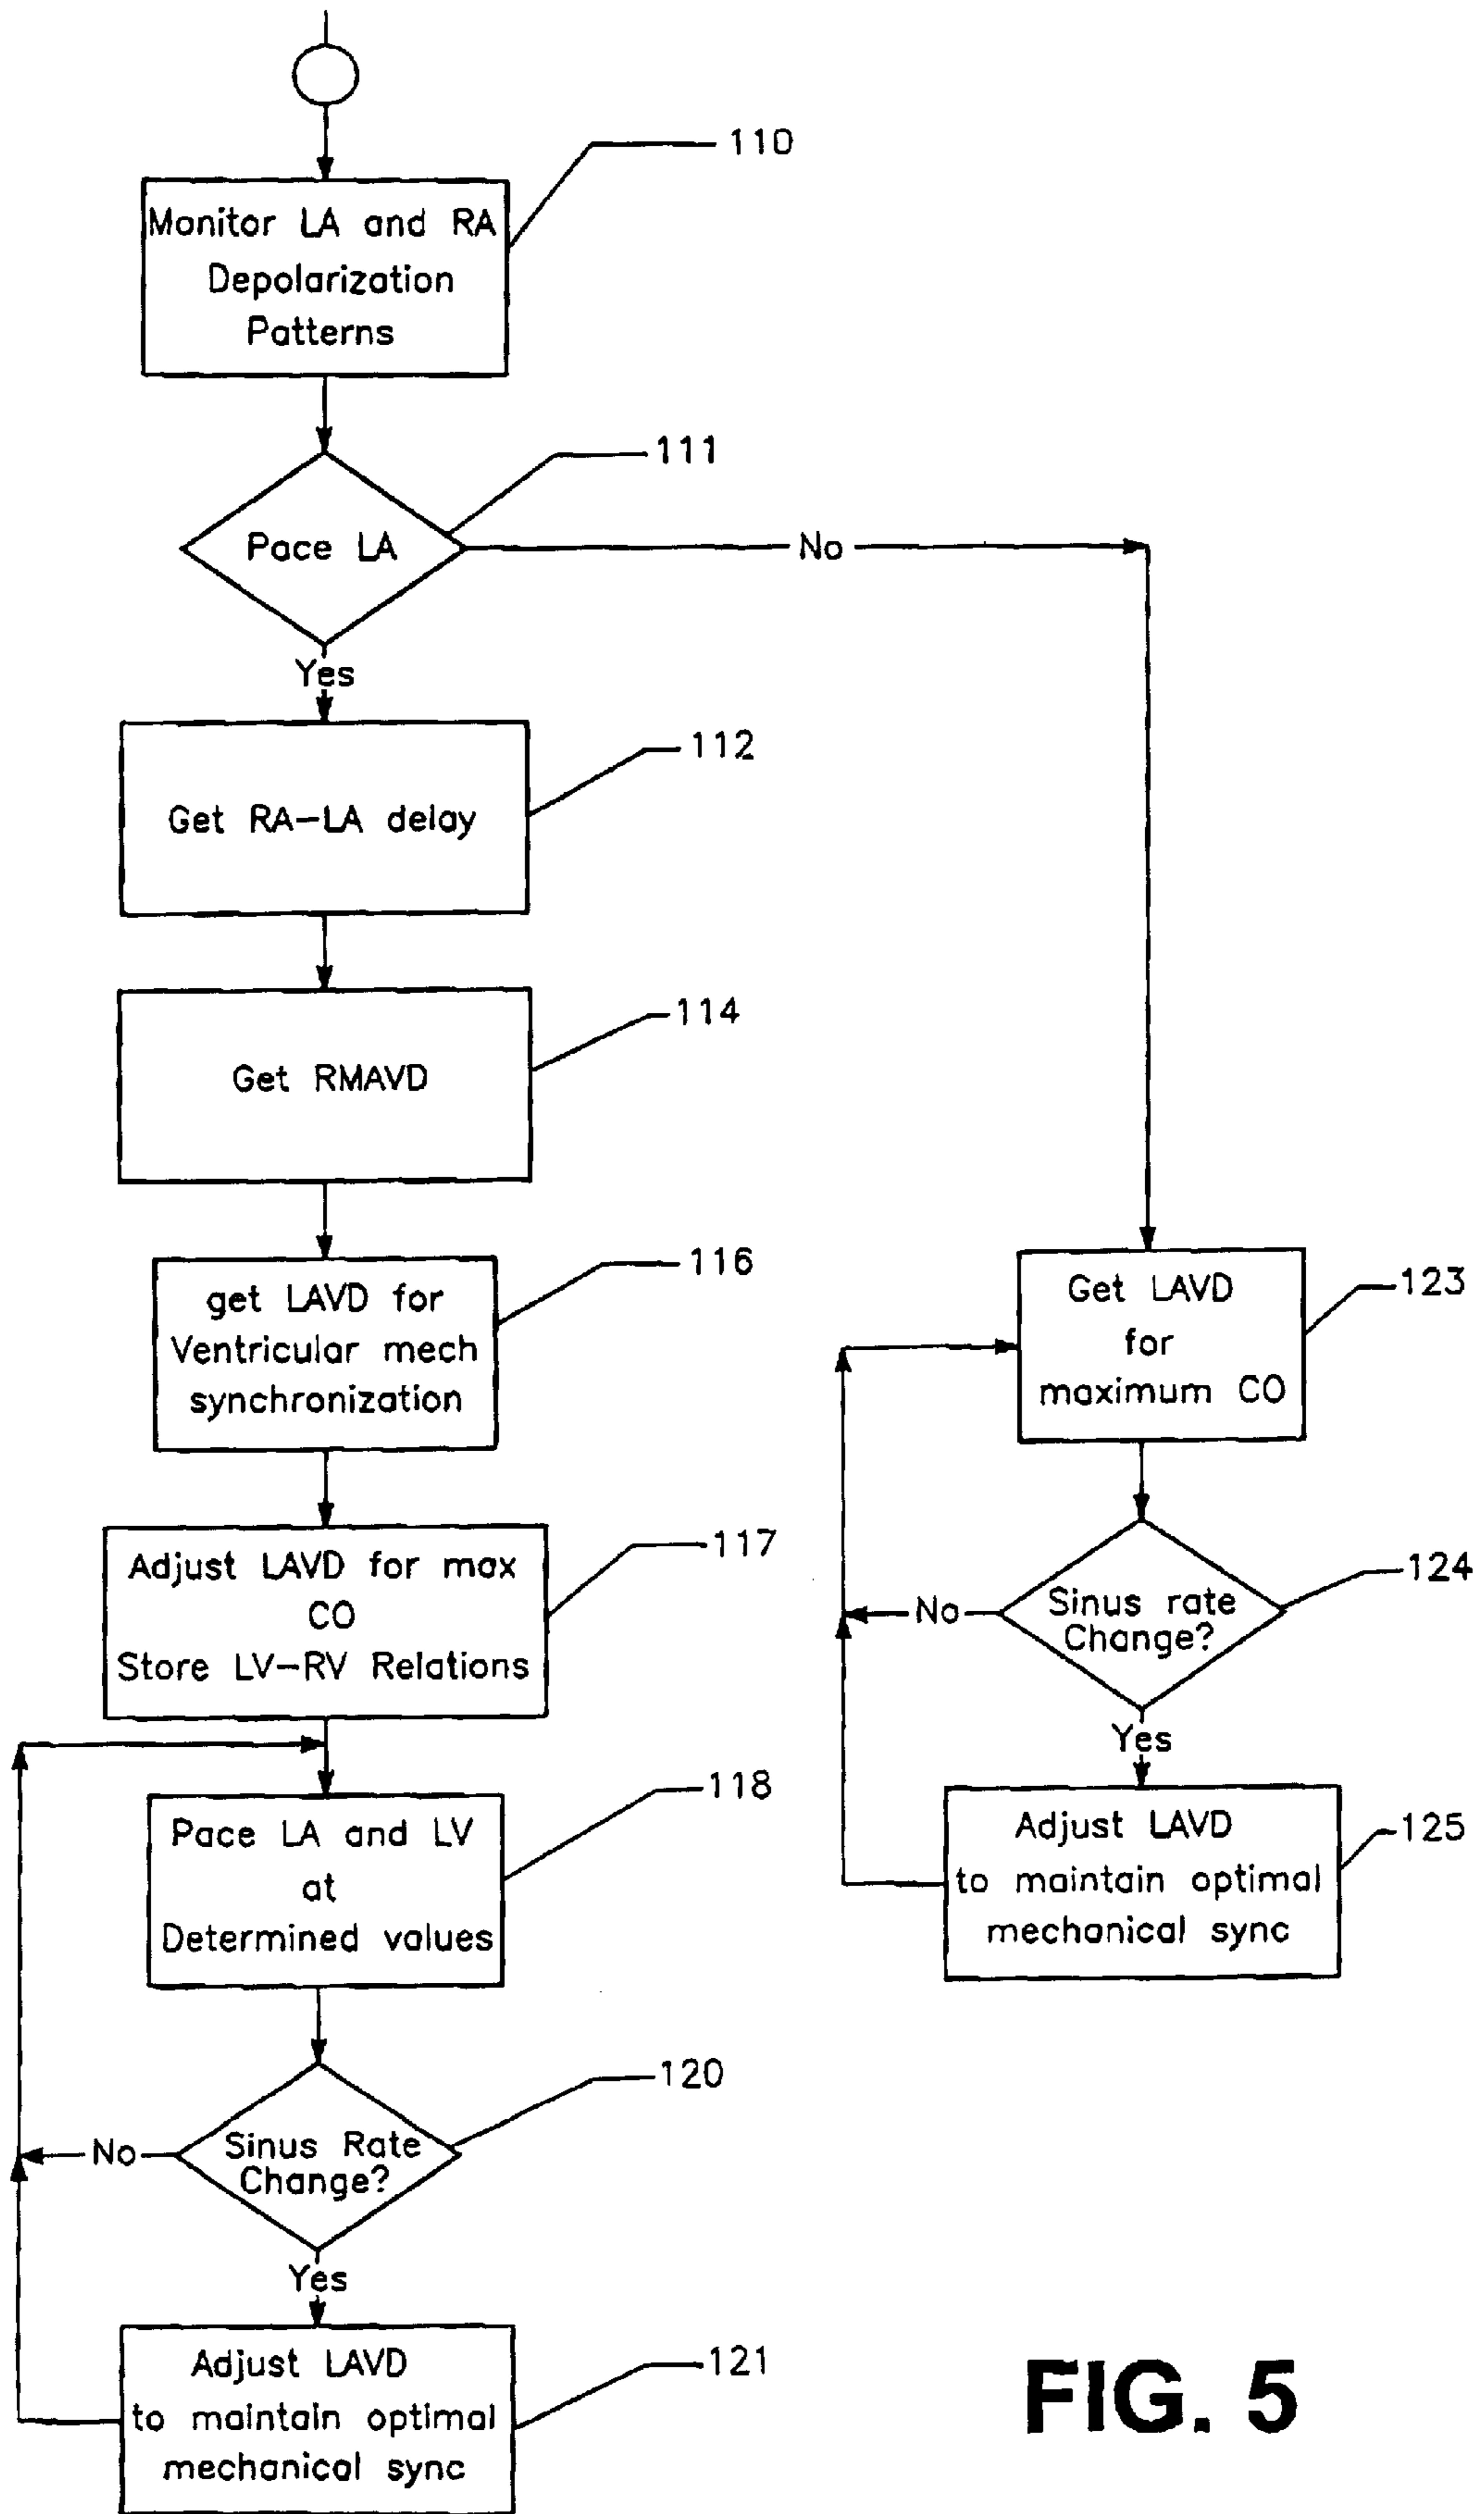 110
Monitor LA and RA
Depolarization
Patterns
111
Pace LA
No
Yes
112
Get RA-LA delay
114
Get RMAVD
116
get LAVD for
Ventricular mech
synchronization
117
Adjust LAVD for max
CO
Store LV-RV Relations
118
Pace LA and LV
at
Determined values
120
Sinus Rate
Change?
No
Yes
121
Adjust LAVD
to maintain optimal
mechanical sync
123
Get LAVD
for
maximum CO
124
Sinus rate
Change?
No
Yes
125
Adjust LAVD
to maintain optimal
mechanical sync
FIG. 5